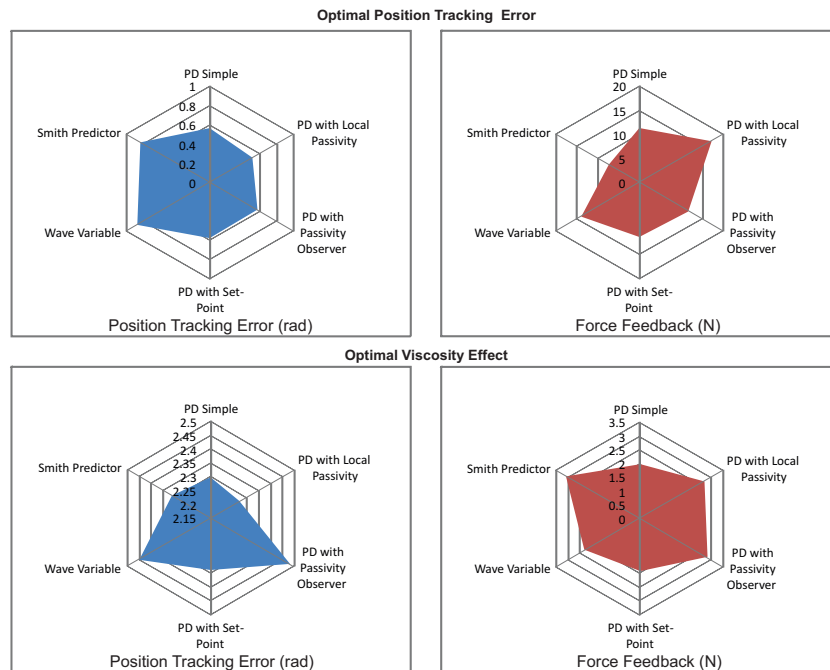 Optimal Position Tracking Error
PD Simple
1
0.8
0.6
0.4
0.2
0
PD with Local
Passivity
PD with
Passivity
Observer
PD with Set-
Point
Wave Variable
Smith Predictor
Position Tracking Error (rad)
PD Simple
20
15
10
5
0
PD with Local
Passivity
PD with
Passivity
Observer
PD with Set-
Point
Wave Variable
Smith Predictor
Force Feedback (N)
Optimal Viscosity Effect
PD Simple
2.5
2.45
2.4
2.35
2.3
2.25
2.2
2.15
PD with Local
Passivity
PD with
Passivity
Observer
PD with Set-
Point
Wave Variable
Smith Predictor
Position Tracking Error (rad)
PD Simple
3.5
3
2.5
2
1.5
1
0.5
0
PD with Local
Passivity
PD with
Passivity
Observer
PD with Set-
Point
Wave Variable
Smith Predictor
Force Feedback (N)